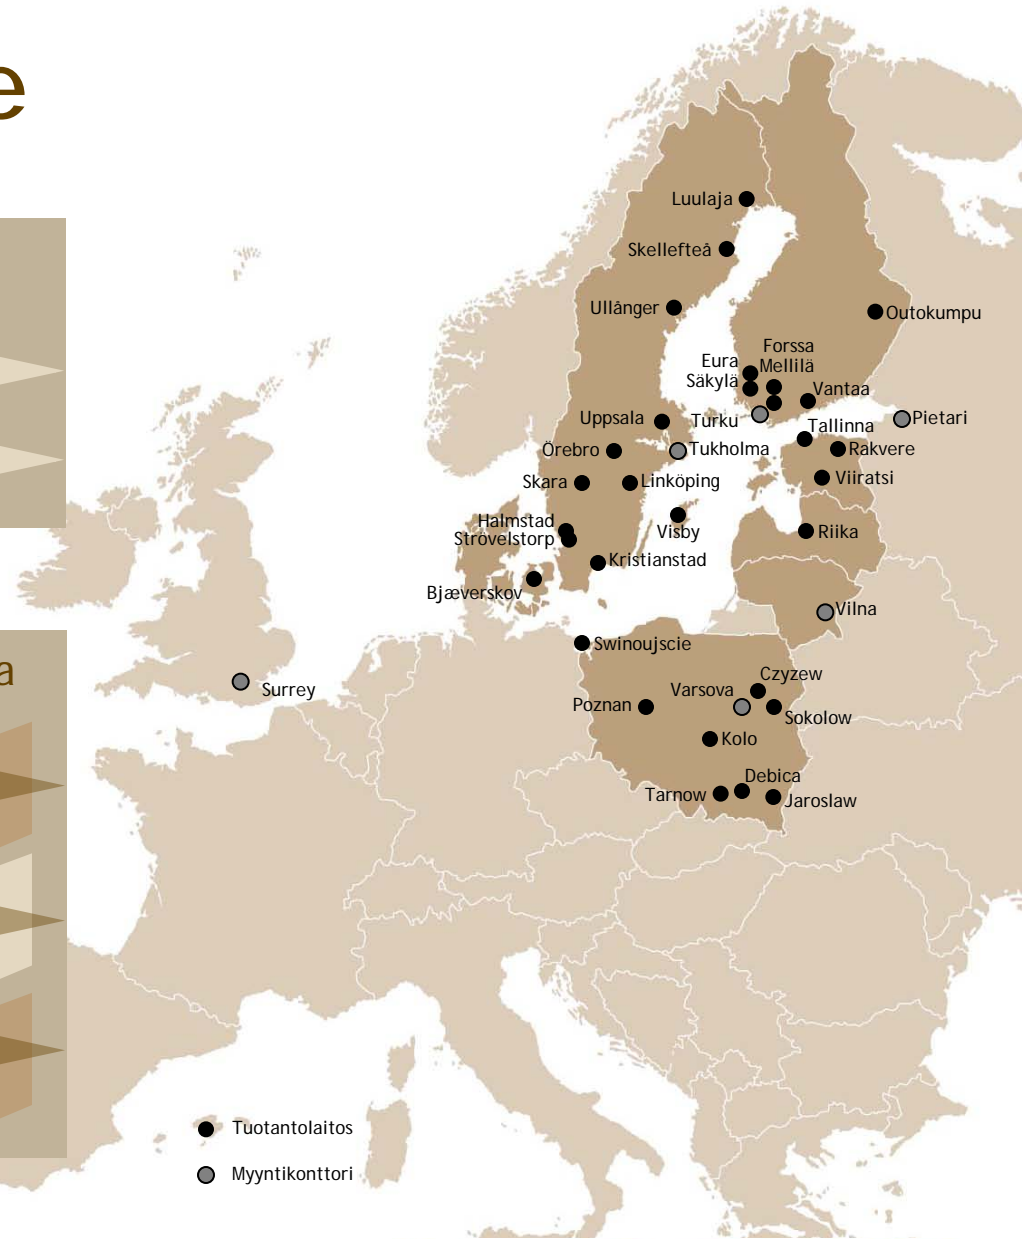 e
a
Luulaja
Skellefteå
Ullånger
Outokumpu
Forssa
Eura
Mellilä
Säkylä
Vantaa
Uppsala
Turku
Pietari
Tallinna
Örebro
Tukholma
Rakvere
Skara
Linköping
Viiratsi
Halmstad
Strövelstorp
Visby
Riika
Kristianstad
Bjæverskov
Vilna
Swinoujscie
Surrey
Czyzew
Varsova
Poznan
Sokolow
Kolo
Debica
Tarnow
Jaroslaw
Tuotantolaitos
Myyntikonttori